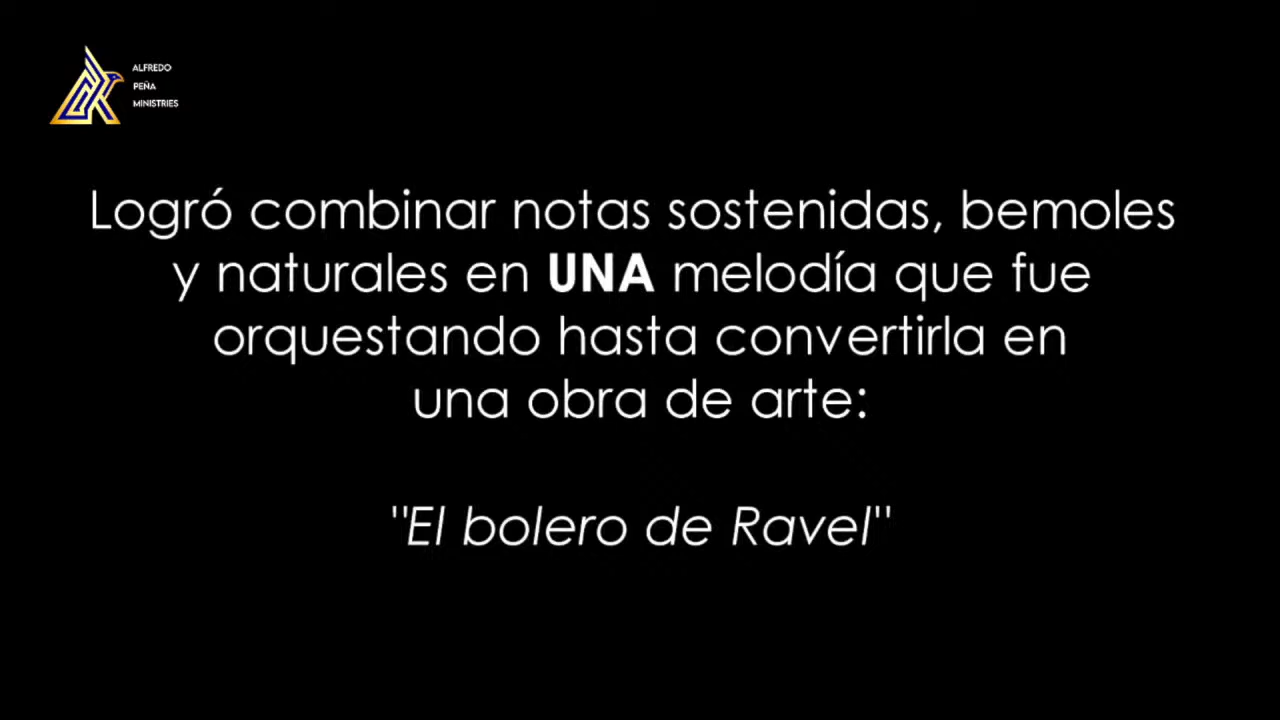 ALFREDO
PEÑA
MINISTRIES
Logró combinar notas sostenidas, bemoles
y naturales en UNA melodía que fue
orquestando hasta convertirla en
una obra de arte:
"El bolero de Ravel"